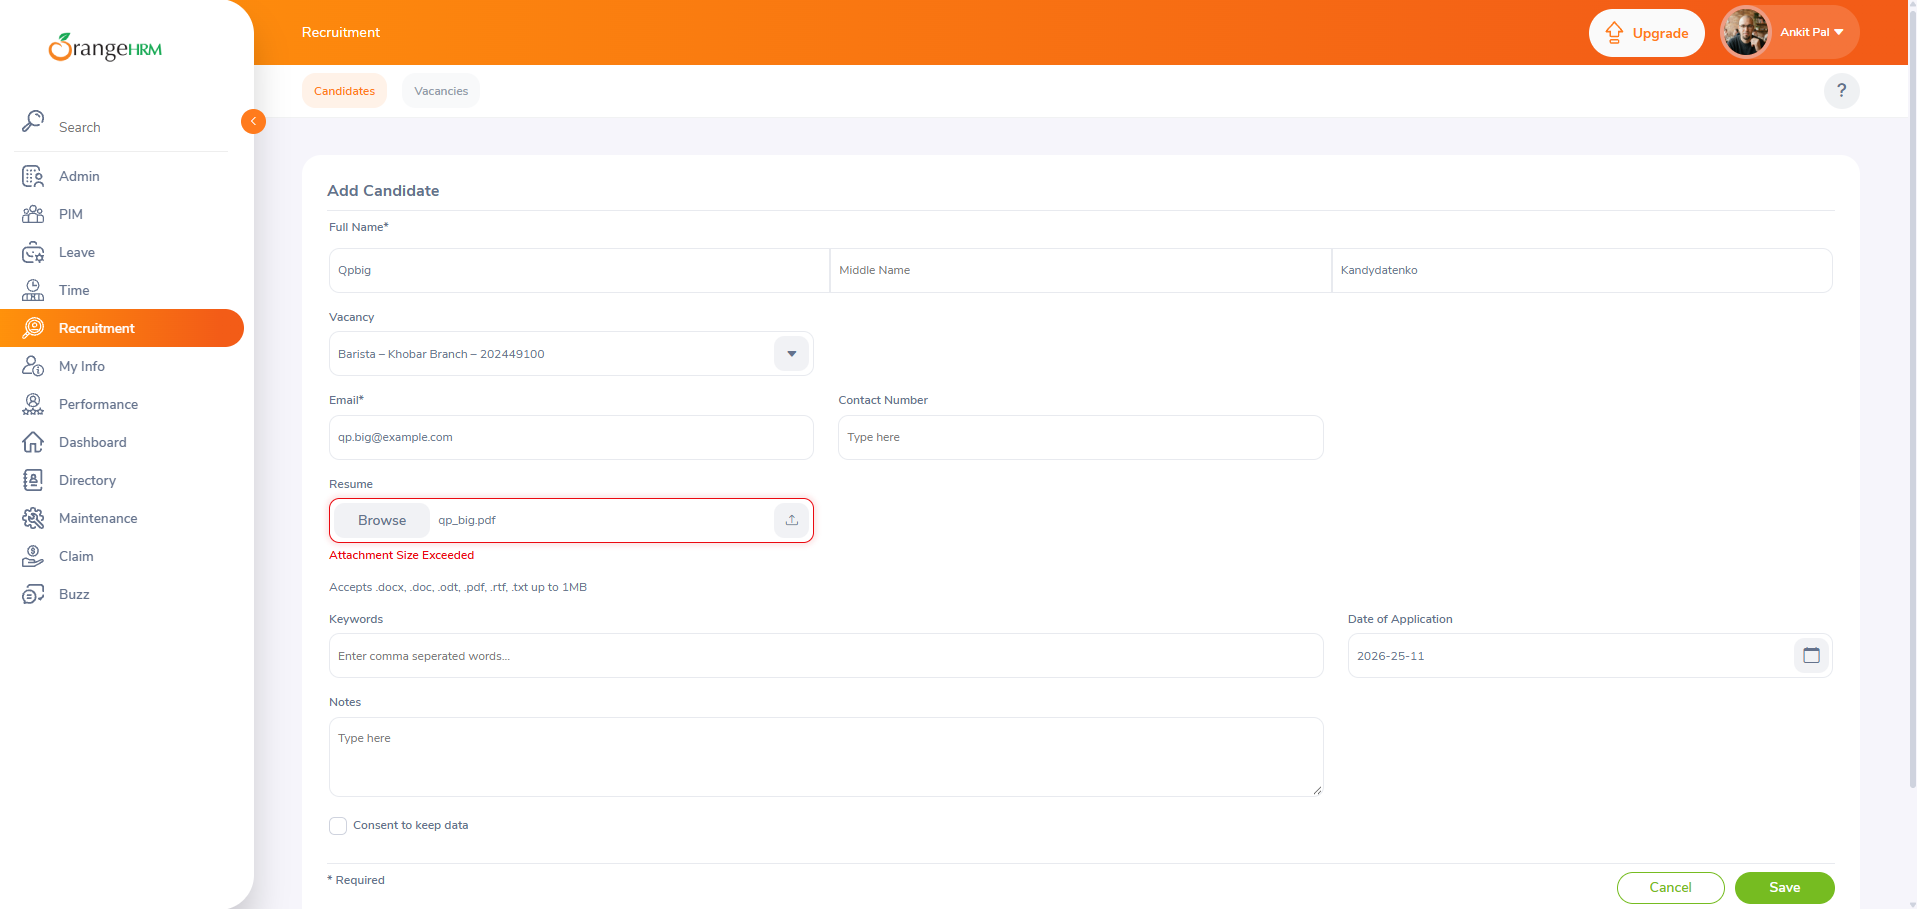 OrangeHRM
Recruitment
Upgrade
Ankit Pal
Candidates
Vacancies
?
Search
Admin
PIM
Leave
Time
Recruitment
My Info
Performance
Dashboard
Directory
Maintenance
Claim
Buzz
Add Candidate
Full Name*
Qpbig
Middle Name
Kandydatenko
Vacancy
Barista – Khobar Branch – 202449100
Email*
Contact Number
qp.big@example.com
Type here
Resume
Browse
qp_big.pdf
Attachment Size Exceeded
Accepts .docx, .doc, .odt, .pdf, .rtf, .txt up to 1MB
Keywords
Date of Application
Enter comma seperated words...
2026-25-11
Notes
Type here
Consent to keep data
* Required
Cancel
Save